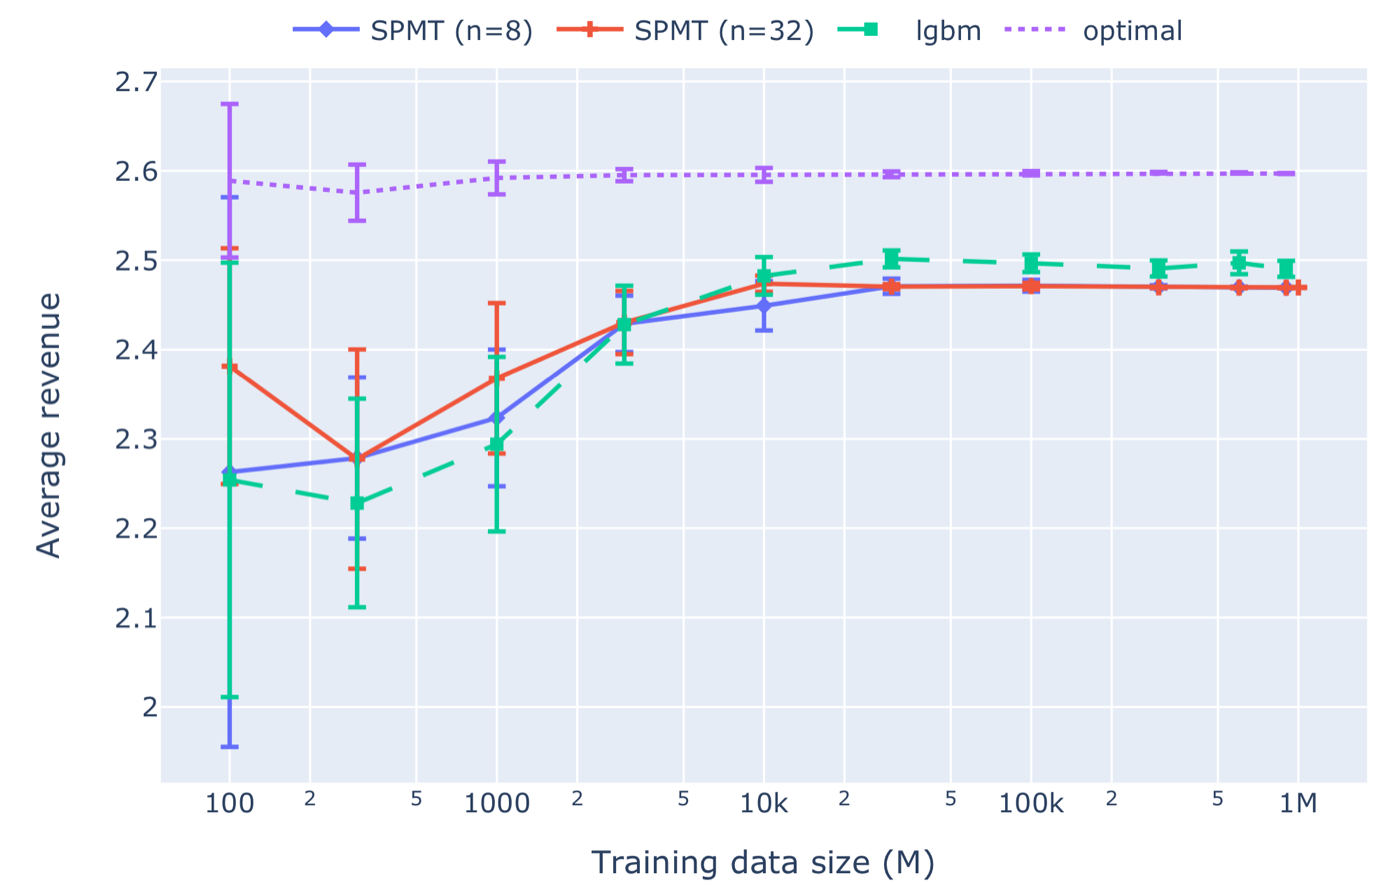 SPMT (n=8) SPMT (n=32) lgbm optimal
2.7
2.6
2.5
2.4
2.3
2.2
2.1
2
Average revenue
100 2 5 1000 2 5 10k 2 5 100k 2 5 1M
Training data size (M)